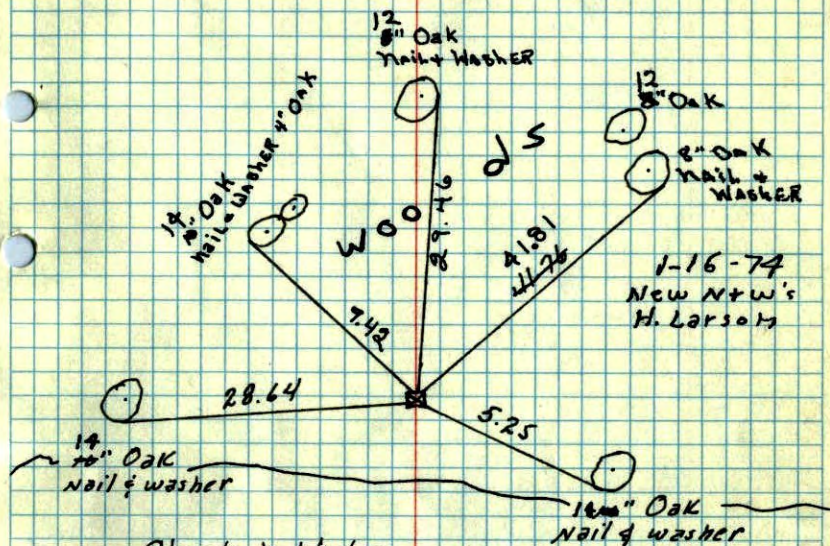 12
8" Oak
Nail + WASHER
12
8" Oak
8" Oak
Nail +
WASHER
14
Oak
Nail & WASHER
4" OAK
W o o d s
29.46
41.81
41.76
7.42
1-16-74
New N+W's
H. Larson
28.64
5.25
14
10" Oak
Nail & washer
14" Oak
Nail & washer